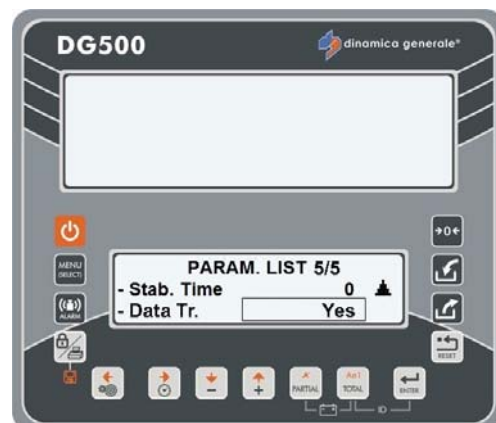 DG500
dinamica generale®
→0←
MENU
(SELECT)
ALARM
PARAM. LIST 5/5
- Stab. Time 0
- Data Tr. Yes
RESET
PARTIAL
TOTAL
ENTER
ID